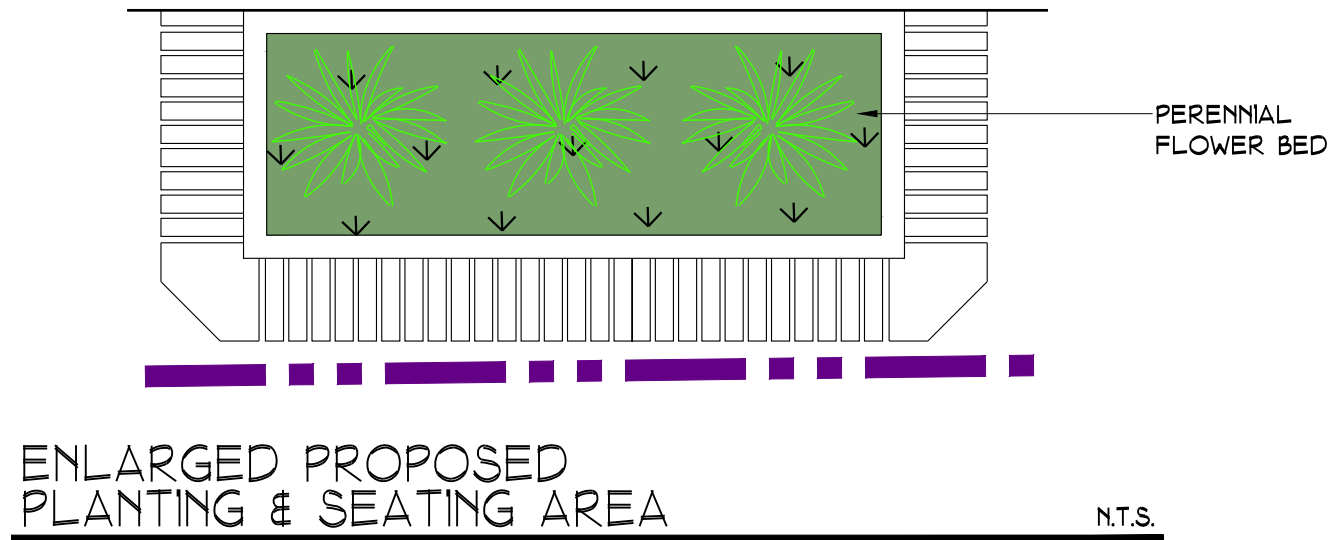 PERENNIAL
FLOWER BED
ENLARGED PROPOSED
PLANTING & SEATING AREA
N.T.S.